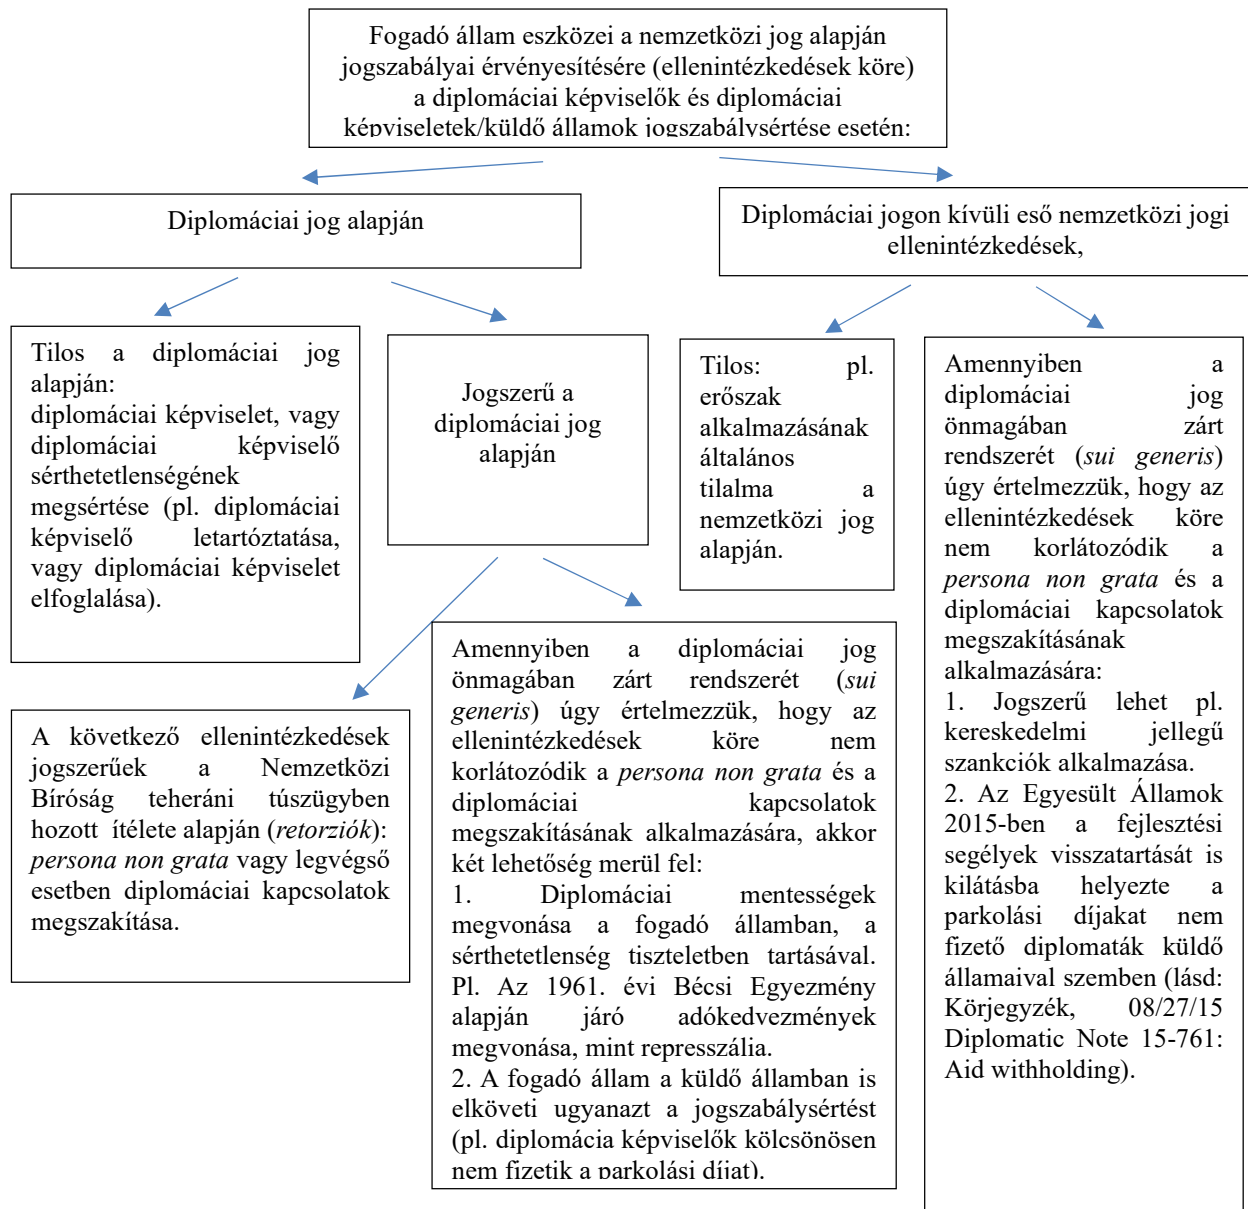 Fogadó állam eszközei a nemzetközi jog alapján
jogszabályai érvényesítésére (ellenintézkedések köre)
a diplomáciai képviselők és diplomáciai
képviseletek/küldő államok jogszabálysértése esetén:
Diplomáciai jog alapján
Diplomáciai jogon kívüli eső nemzetközi jogi
ellenintézkedések,
Tilos a diplomáciai jog
alapján:
diplomáciai képviselet, vagy
diplomáciai képviselő
sérthetetlenségének
megsértése (pl. diplomáciai
képviselő letartóztatása,
vagy diplomáciai képviselet
elfoglalása).
Jogszerű a
diplomáciai jog
alapján
Tilos: pl.
erőszak
alkalmazásának
általános
tilalma a
nemzetközi jog
alapján.
Amennyiben a
diplomáciai jog
önmagában zárt
rendszerét (sui generis)
úgy értelmezzük, hogy az
ellenintézkedések köre
nem korlátozódik a
persona non grata és a
diplomáciai kapcsolatok
megszakításának
alkalmazására:
1. Jogszerű lehet pl.
kereskedelmi jellegű
szankciók alkalmazása.
2. Az Egyesült Államok
2015-ben a fejlesztési
segélyek visszatartását is
kilátásba helyezte a
parkolási díjakat nem
fizető diplomaták küldő
államaival szemben (lásd:
Körjegyzék, 08/27/15
Diplomatic Note 15-761:
Aid withholding).
A következő ellenintézkedések
jogszerűek a Nemzetközi
Bíróság teheráni túszügyben
hozott ítélete alapján (retorziók):
persona non grata vagy legvégső
esetben diplomáciai kapcsolatok
megszakítása.
Amennyiben a diplomáciai jog
önmagában zárt rendszerét (sui
generis) úgy értelmezzük, hogy az
ellenintézkedések köre nem
korlátozódik a persona non grata és a
diplomáciai kapcsolatok
megszakításának alkalmazására, akkor
két lehetőség merül fel:
1. Diplomáciai mentességek
megvonása a fogadó államban, a
sérthetetlenség tiszteletben tartásával.
Pl. Az 1961. évi Bécsi Egyezmény
alapján járó adókedvezmények
megvonása, mint represszália.
2. A fogadó állam a küldő államban is
elköveti ugyanazt a jogszabálysértést
(pl. diplomácia képviselők kölcsönösen
nem fizetik a parkolási díjat).